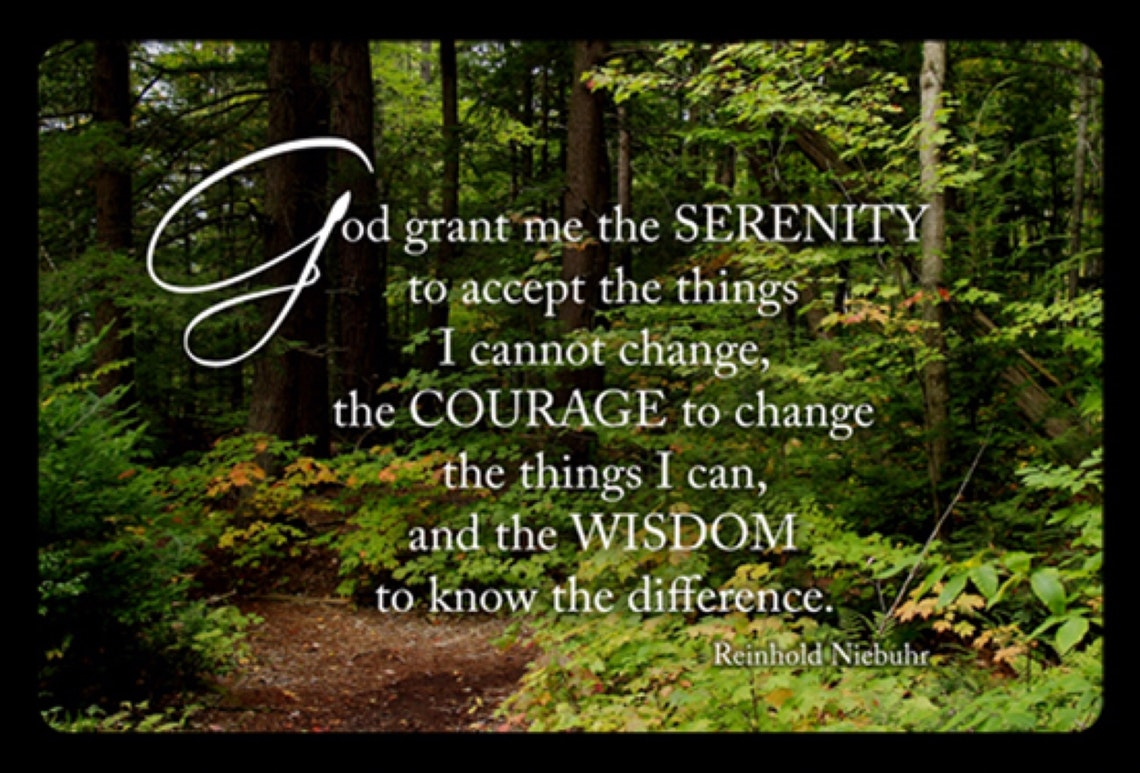 God grant me the SERENITY
to accept the things
I cannot change,
the COURAGE to change
the things I can,
and the WISDOM
to know the difference.
Reinhold Niebuhr